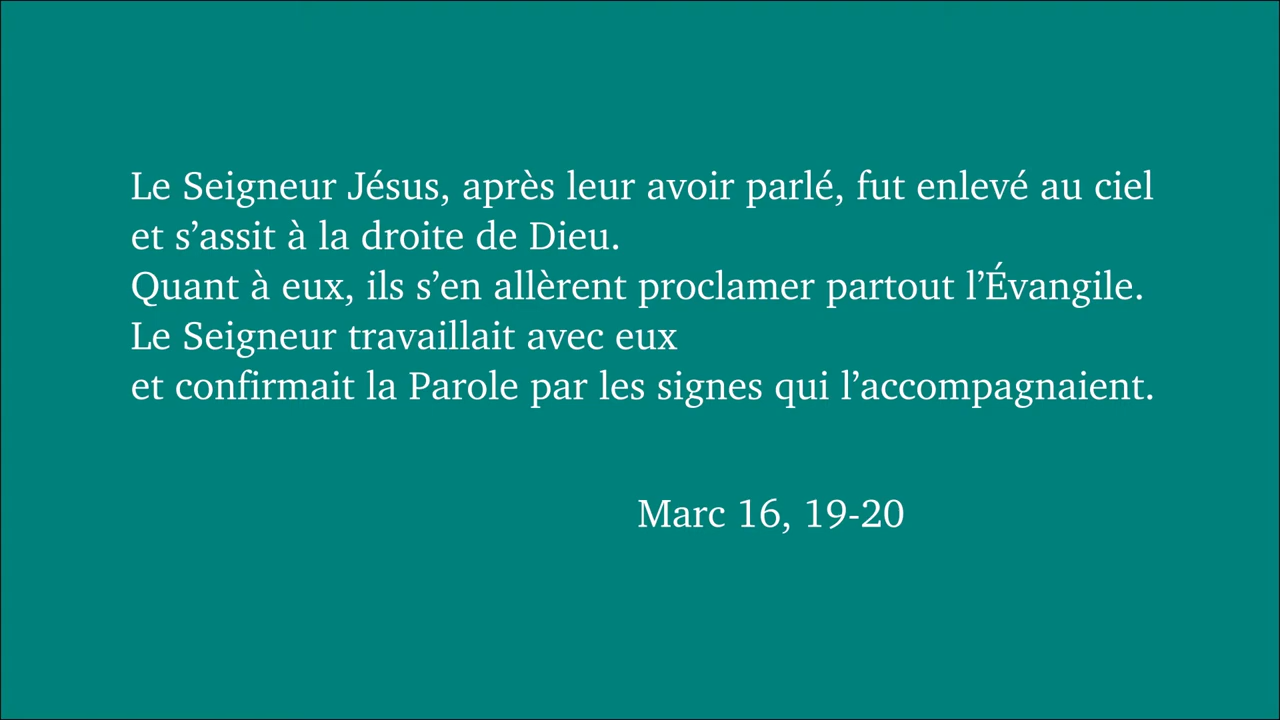 Le Seigneur Jésus, après leur avoir parlé, fut enlevé au ciel
et s’assit à la droite de Dieu.
Quant à eux, ils s’en allèrent proclamer partout l’Évangile.
Le Seigneur travaillait avec eux
et confirmait la Parole par les signes qui l’accompagnaient.
Marc 16, 19-20